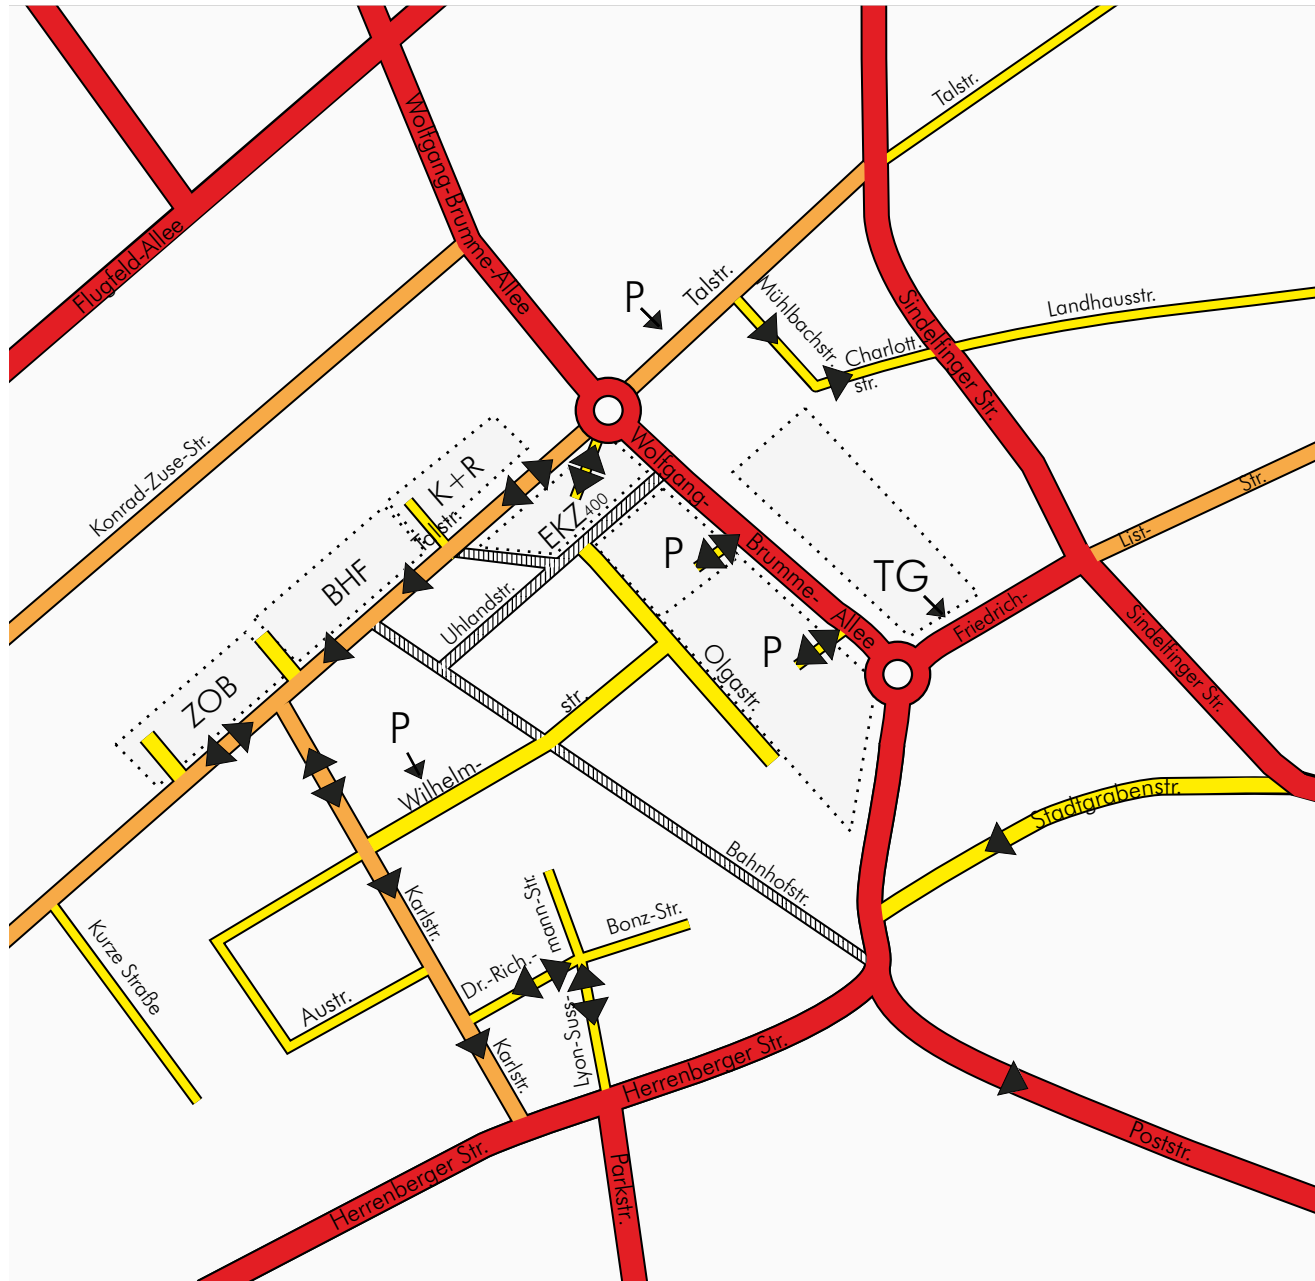 Talstr.
Wolfgang-Brumme-Allee
Flugfeld-Allee
P
Talstr.
Mühlbachstr.
Landhausstr.
Sindelfinger Str.
Charlott.
str.
Konrad-Zuse-Str.
K+R
Talstr.
EKZ 400
Wolfgang-
Brumme-
Allee
P
P
TG
Friedrich-
List-
Str.
BHF
Uhlandstr.
Sindelfinger Str.
ZOB
Olgastr.
str.
P
Wilhelm-
Stadtgrabenstr.
Bahnhofstr.
Karlstr.
mann-Str.
Bonz-Str.
Kurze Straße
Dr.-Rich.-
Austr.
Lyon-Suss-
Karlstr.
Herrenberger Str.
Poststr.
Herrenberger Str.
Parkstr.